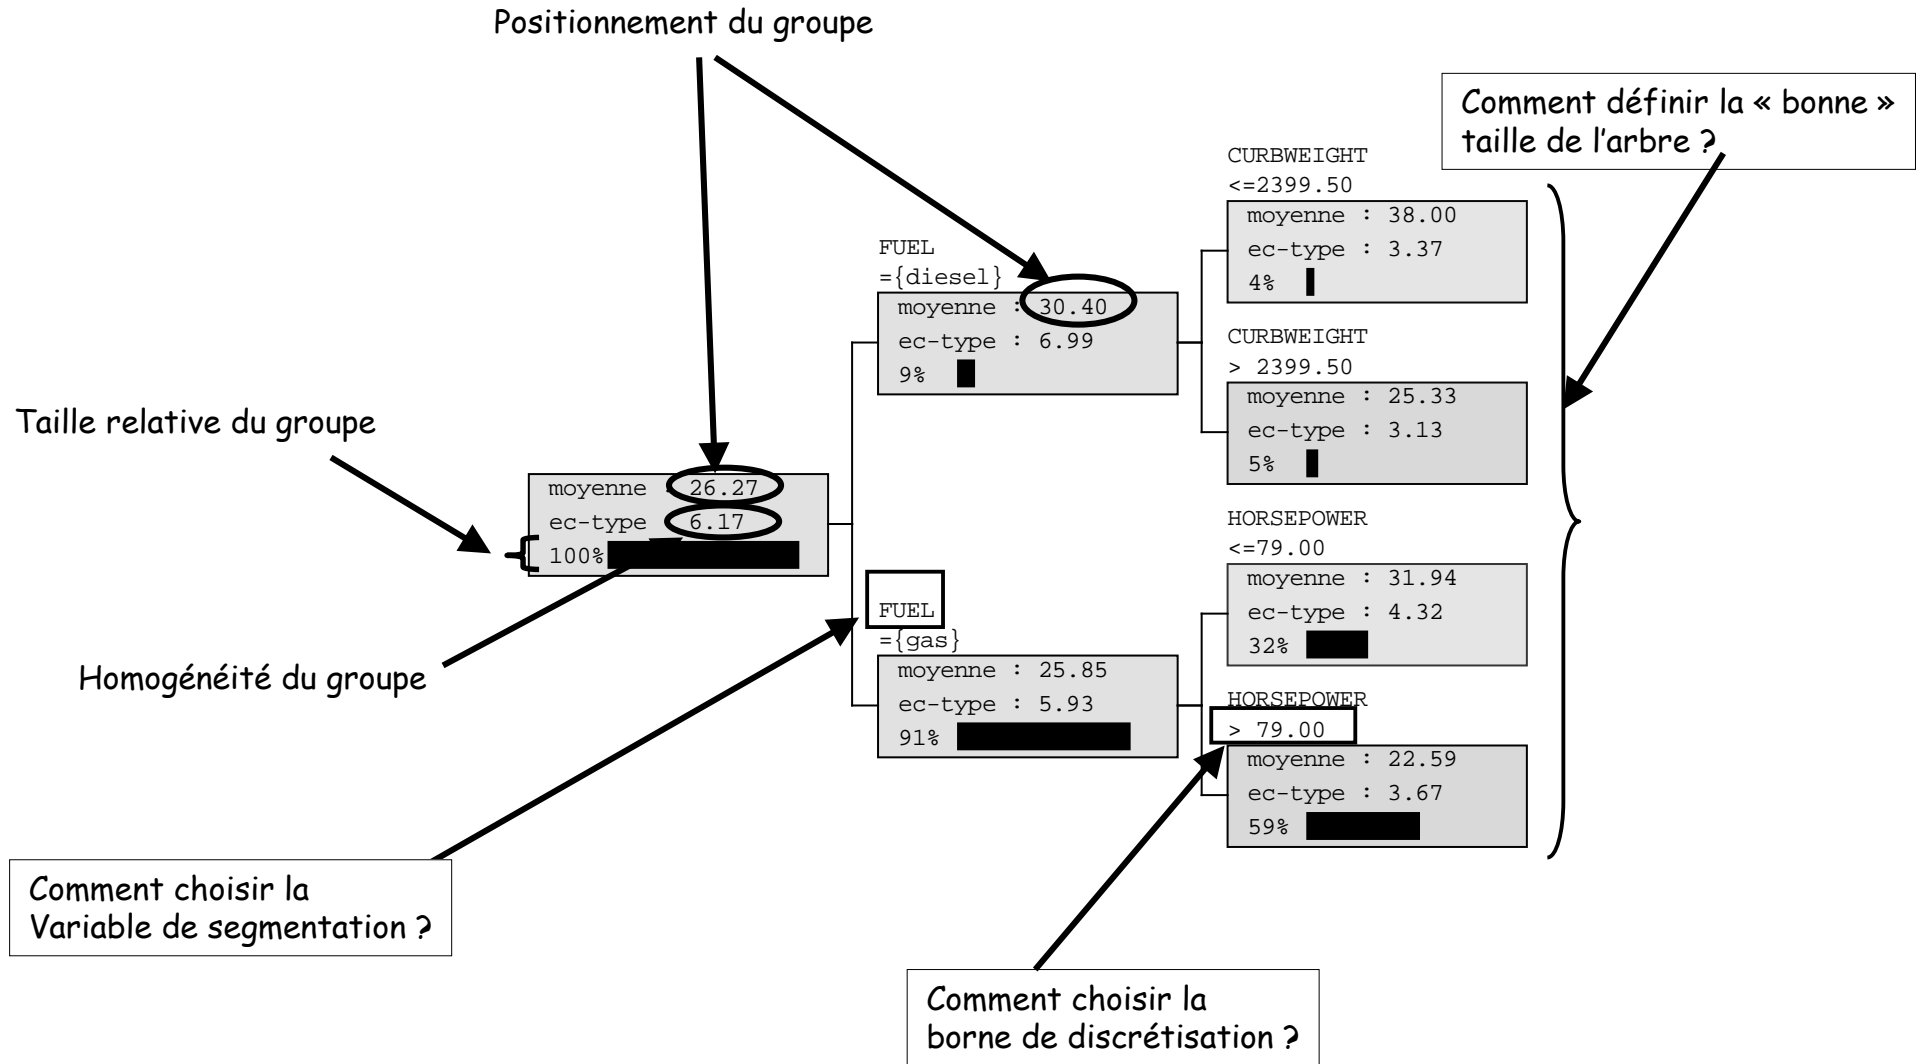 Positionnement du groupe
Comment définir la « bonne »
taille de l'arbre ?
CURBWEIGHT
<=2399.50
moyenne : 38.00
ec-type : 3.37
4%
FUEL
={diesel}
moyenne : 30.40
ec-type : 6.99
9%
CURBWEIGHT
> 2399.50
moyenne : 25.33
ec-type : 3.13
5%
Taille relative du groupe
moyenne : 26.27
ec-type 6.17
100%
HORSEPOWER
<=79.00
moyenne : 31.94
ec-type : 4.32
32%
FUEL
={gas}
moyenne : 25.85
ec-type : 5.93
91%
Homogénéité du groupe
HORSEPOWER
> 79.00
moyenne : 22.59
ec-type : 3.67
59%
Comment choisir la
Variable de segmentation ?
Comment choisir la
borne de discrétisation ?